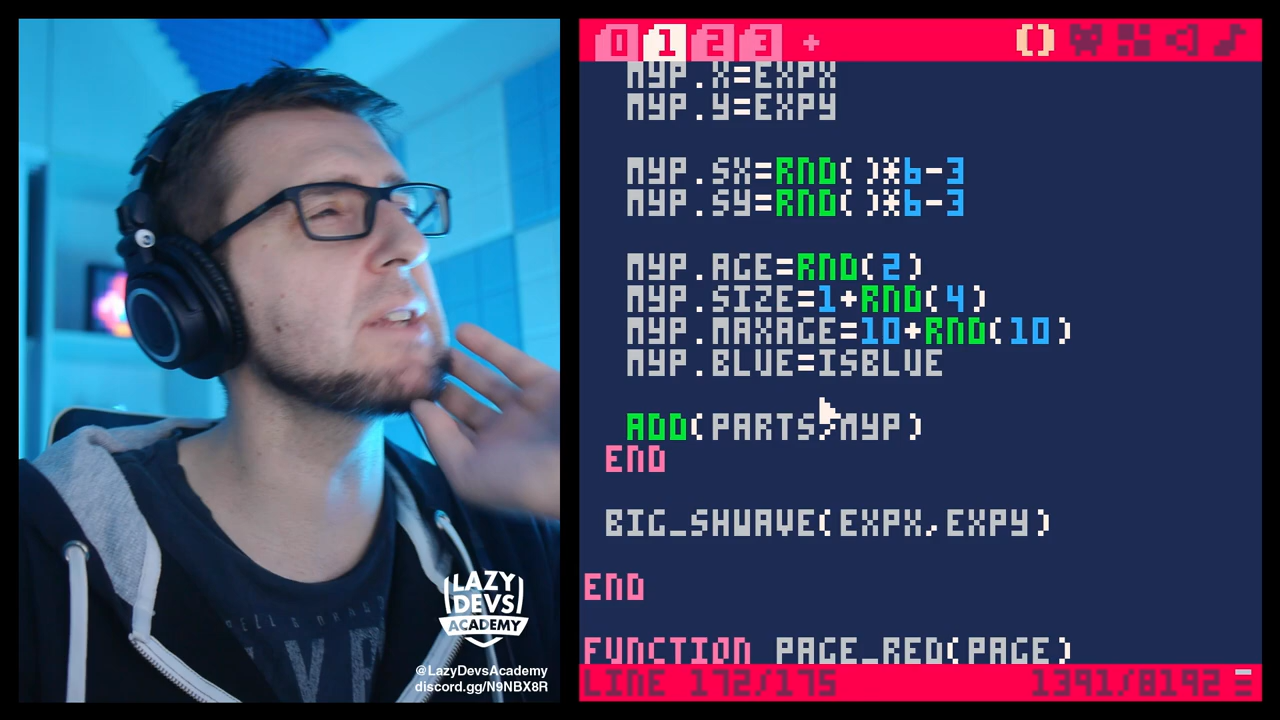 0 1 2 3 +
MYP.X=EXPX
MYP.Y=EXPY
MYP.SX=RND()*6-3
MYP.SY=RND()*6-3
MYP.AGE=RND(2)
MYP.SIZE=1+RND(4)
MYP.MAXAGE=10+RND(10)
MYP.BLUE=ISBLUE
ADD(PARTS,MYP)
END
BIG_SHWAVE(EXPX,EXPY)
END
FUNCTION PAGE_RED(PAGE)
LINE 172/175 1391/8192
LAZY
DEVS
ACADEMY
@LazyDevsAcademy
discord.gg/N9NBX8R